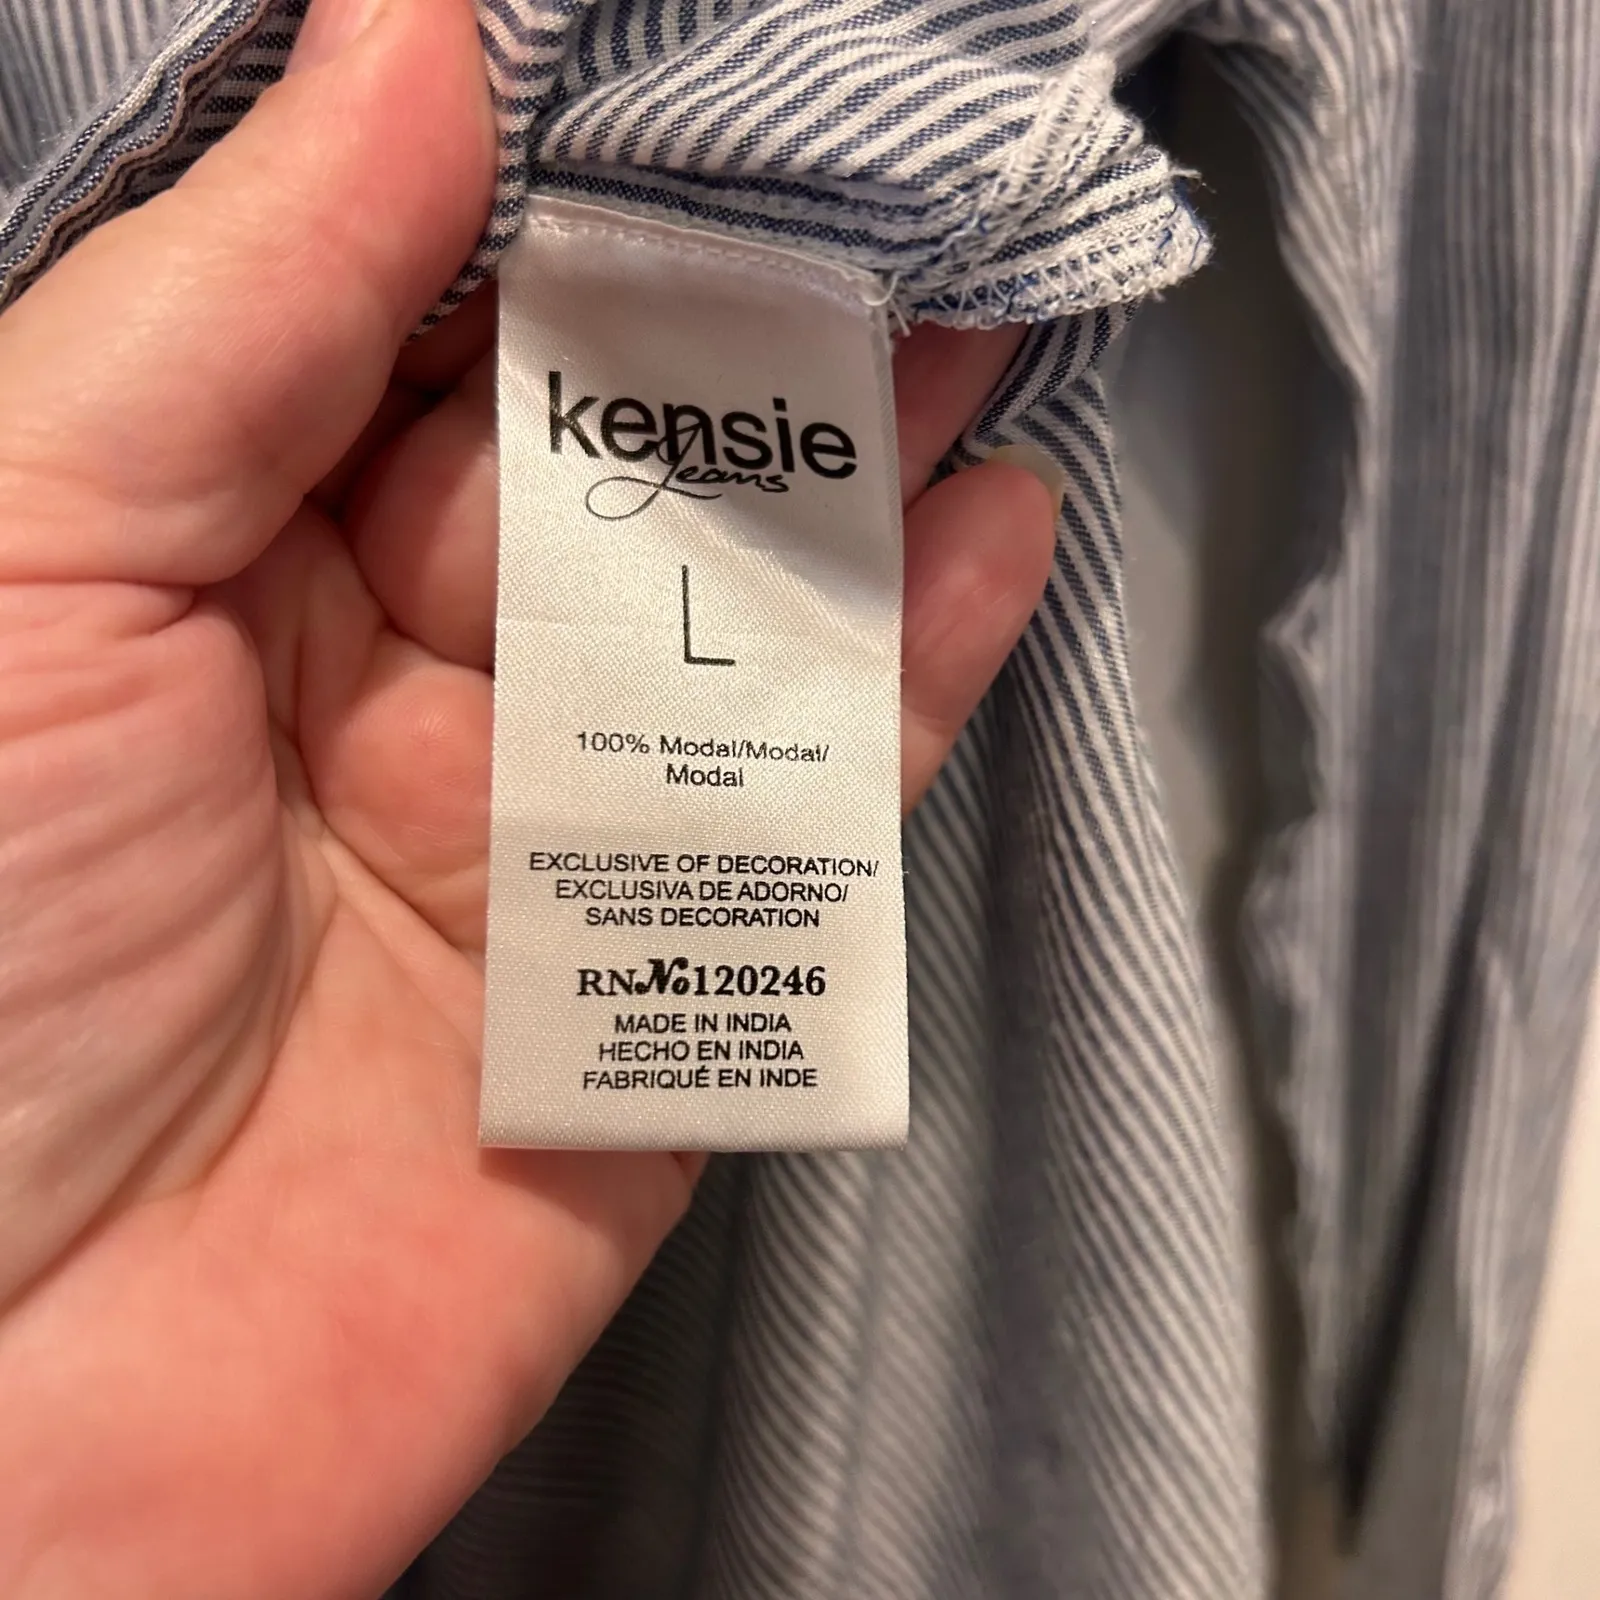 kensie
Jeans
L
100% Modal/Modal/
Modal
EXCLUSIVE OF DECORATION/
EXCLUSIVA DE ADORNO/
SANS DECORATION
RN№120246
MADE IN INDIA
HECHO EN INDIA
FABRIQUÉ EN INDE